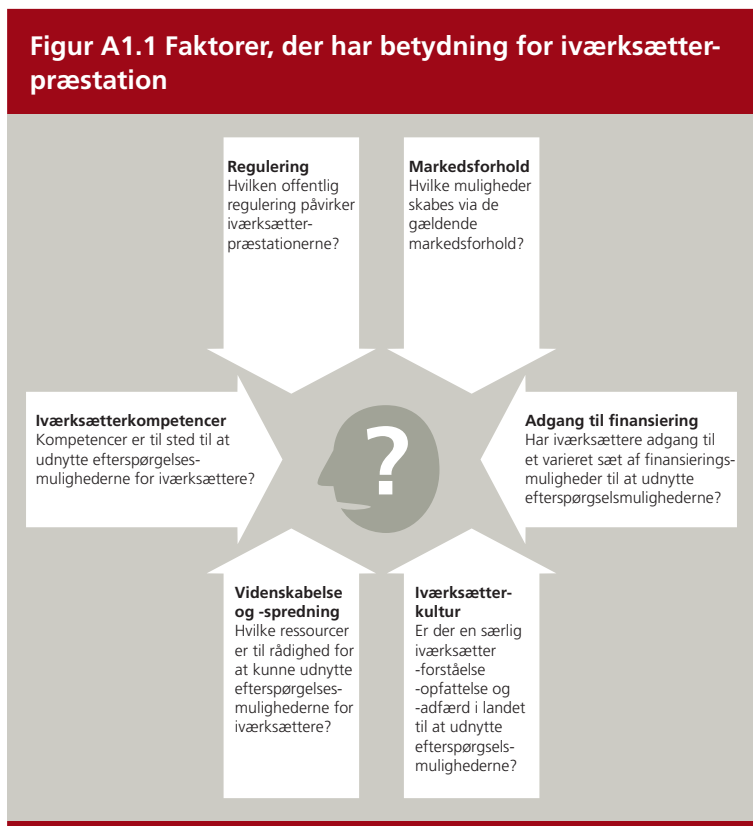 Figur A1.1 Faktorer, der har betydning for iværksætter-
præstation
Regulering
Hvilken offentlig
regulering påvirker
iværksætter-
præstationerne?
Markedsforhold
Hvilke muligheder
skabes via de
gældende
markedsforhold?
Iværksætterkompetencer
Kompetencer er til sted til at
udnytte efterspørgelses-
mulighederne for iværksættere?
?
Adgang til finansiering
Har iværksættere adgang til
et varieret sæt af finansierings-
muligheder til at udnytte
efterspørgselsmulighederne?
Videnskabelse
og -spredning
Hvilke ressourcer
er til rådighed for
at kunne udnytte
efterspørgelses-
mulighederne for
iværksættere?
Iværksætter-
kultur
Er der en særlig
iværksætter
-forståelse
-opfattelse og
-adfærd i landet
til at udnytte
efterspørgsels-
mulighederne?